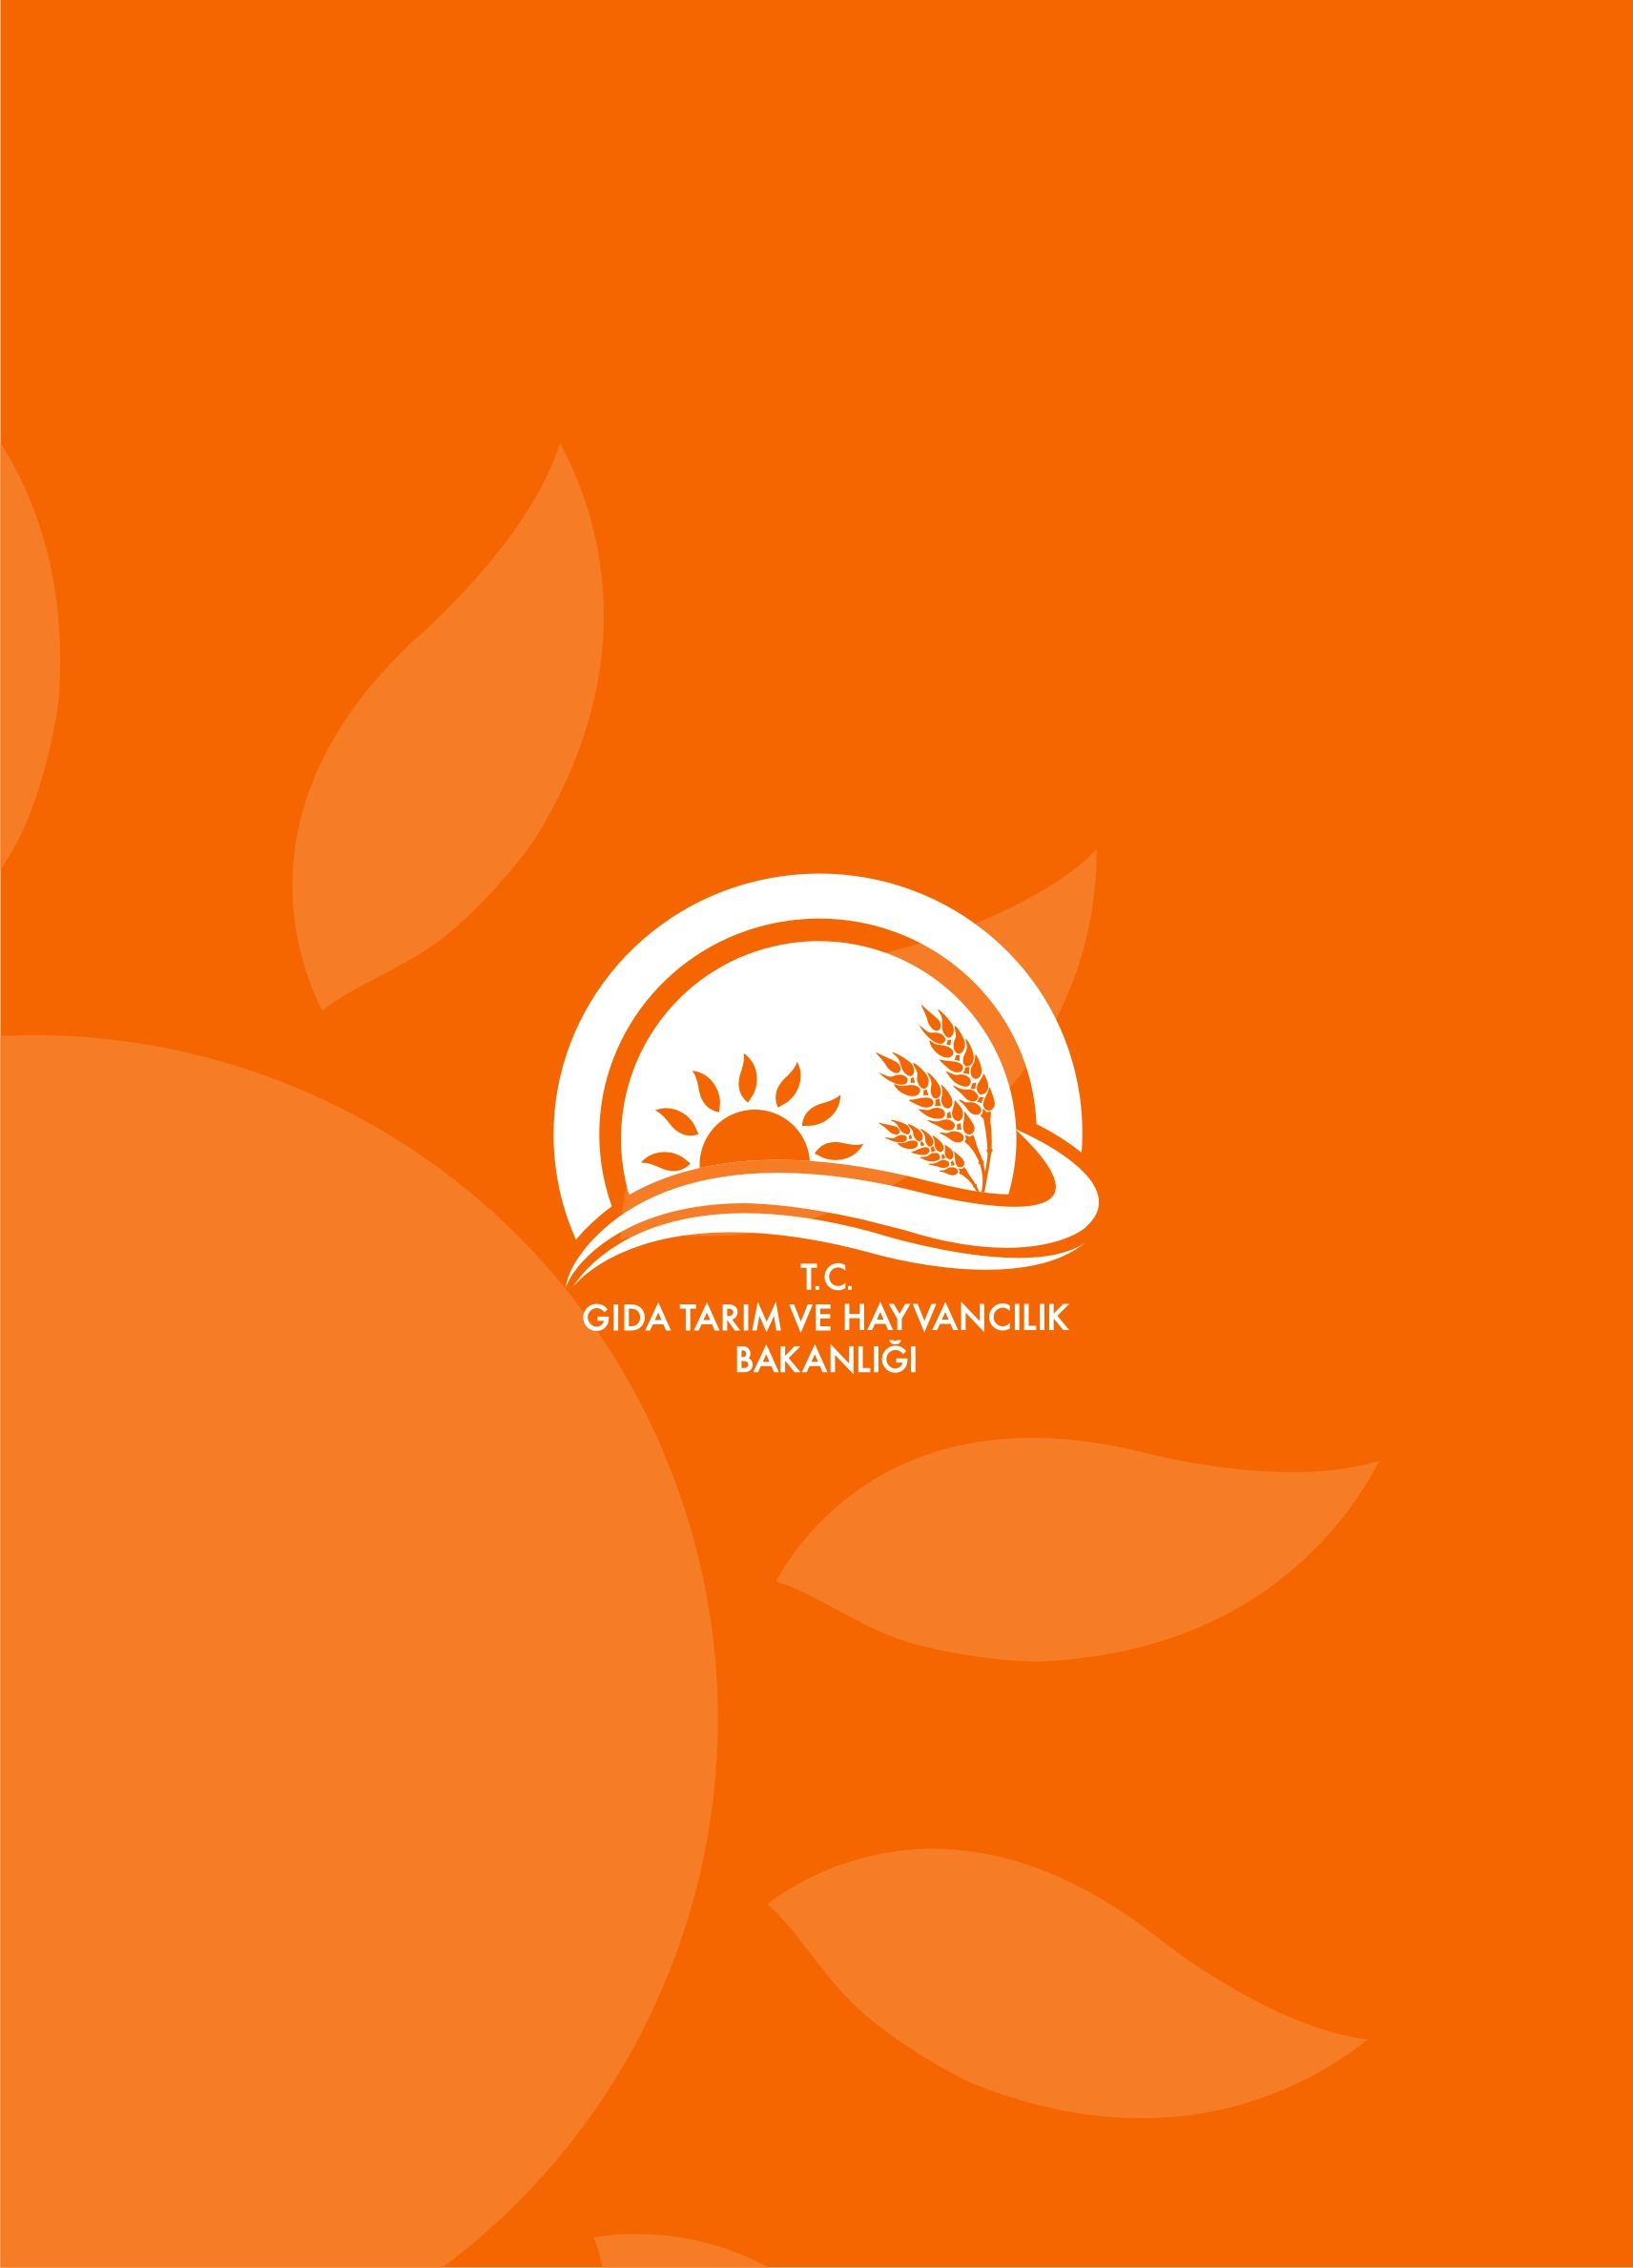 T.C.
GIDA TARIM VE HAYVANCILIK
BAKANLIĞI